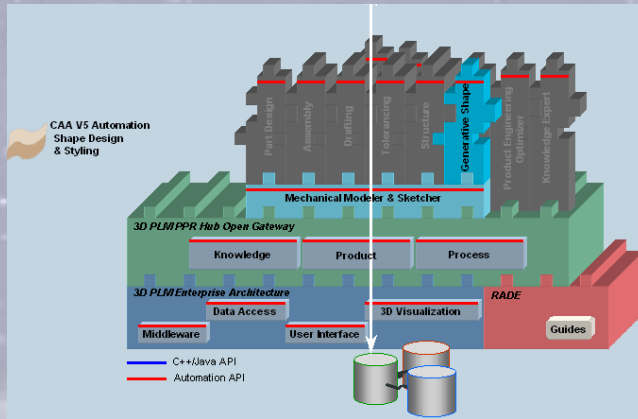 CAA V5 Automation
Shape Design
& Styling
Part Design
Assembly
Drafting
Tolerancing
Structure
Generative Shape
Product Engineering
Optimizer
Knowledge Expert
Mechanical Modeler & Sketcher
3D PLM PPR Hub Open Gateway
Knowledge
Product
Process
3D PLM Enterprise Architecture
RADE
Data Access
3D Visualization
Middleware
User Interface
Guides
C++/Java API
Automation API